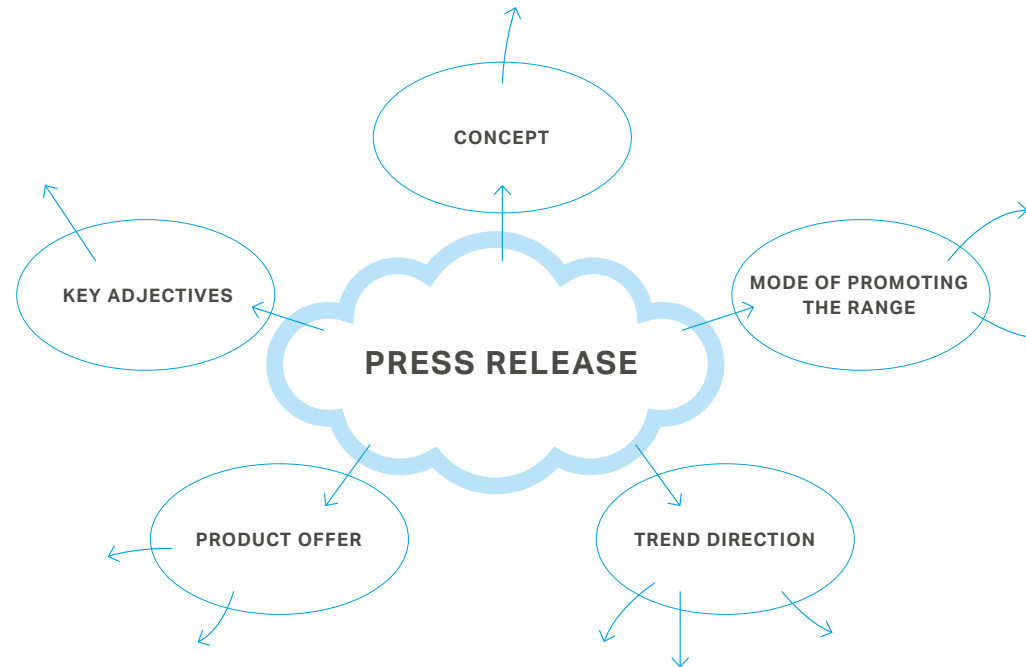 CONCEPT
KEY ADJECTIVES
MODE OF PROMOTING
THE RANGE
PRESS RELEASE
PRODUCT OFFER
TREND DIRECTION